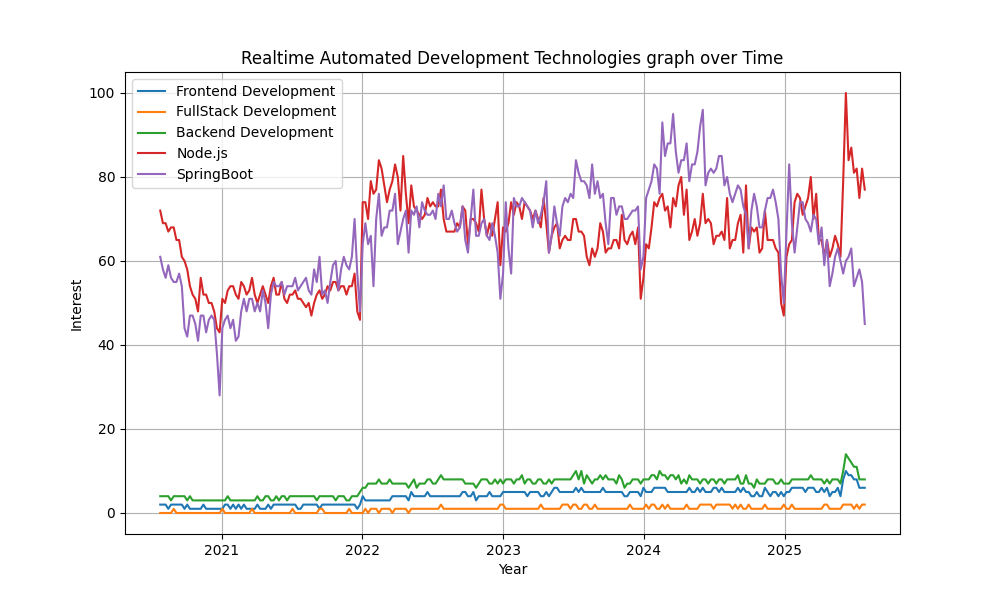 Realtime Automated Development Technologies graph over Time
Frontend Development
FullStack Development
Backend Development
Node.js
SpringBoot
100
80
60
40
20
0
Interest
2021 2022 2023 2024 2025
Year